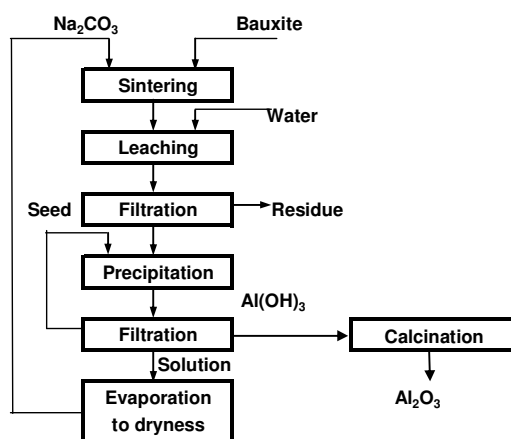 Na₂CO₃
Bauxite
Sintering
Water
Leaching
Seed
Filtration
Residue
Precipitation
Al(OH)₃
Filtration
Calcination
Solution
Evaporation
to dryness
Al₂O₃